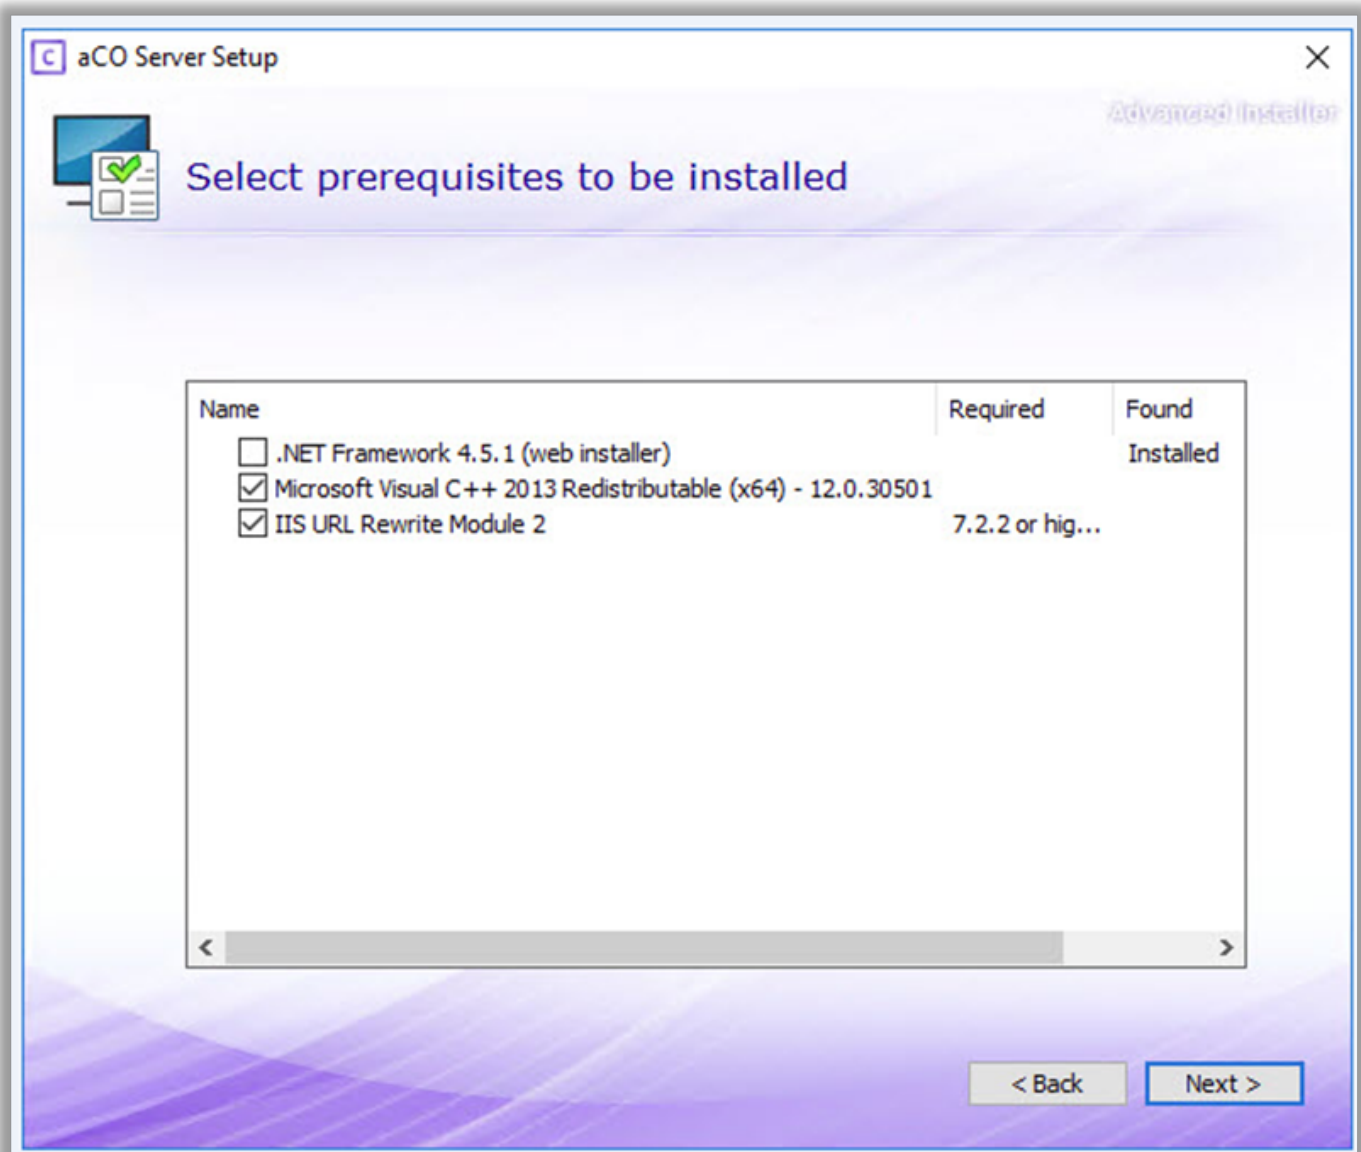 C aCO Server Setup
Advanced Installer
Select prerequisites to be installed
Name Required Found
.NET Framework 4.5.1 (web installer) Installed
Microsoft Visual C++ 2013 Redistributable (x64) - 12.0.30501
IIS URL Rewrite Module 2 7.2.2 or hig...
< Back Next >